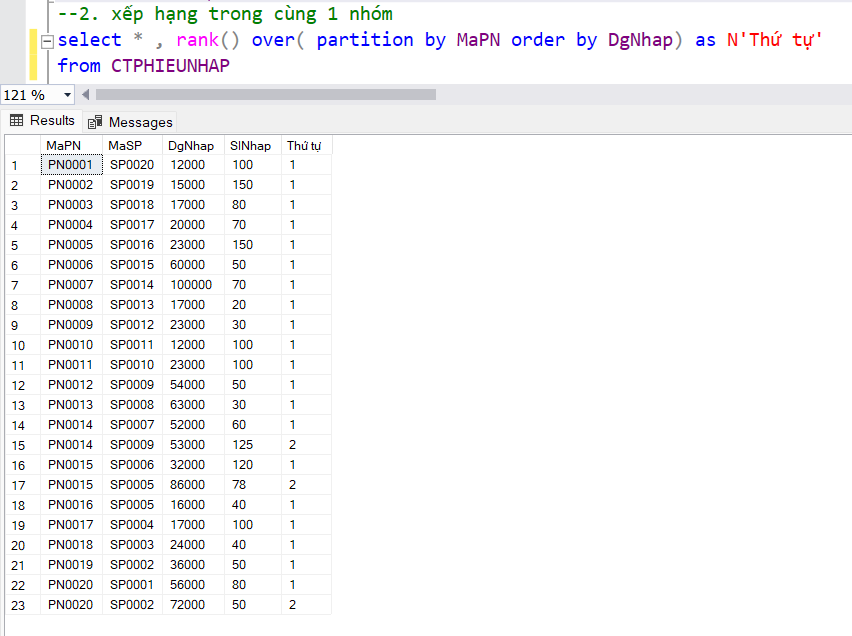 --2. xếp hạng trong cùng 1 nhóm
select * , rank() over( partition by MaPN order by DgNhap) as N'Thứ tự'
from CTPHIEUNHAP
121 %
Results Messages
MaPN MaSP DgNhap SlNhap Thứ tự
1 PN0001 SP0020 12000 100 1
2 PN0002 SP0019 15000 150 1
3 PN0003 SP0018 17000 80 1
4 PN0004 SP0017 20000 70 1
5 PN0005 SP0016 23000 150 1
6 PN0006 SP0015 60000 50 1
7 PN0007 SP0014 100000 70 1
8 PN0008 SP0013 17000 20 1
9 PN0009 SP0012 23000 30 1
10 PN0010 SP0011 12000 100 1
11 PN0011 SP0010 23000 100 1
12 PN0012 SP0009 54000 50 1
13 PN0013 SP0008 63000 30 1
14 PN0014 SP0007 52000 60 1
15 PN0014 SP0009 53000 125 2
16 PN0015 SP0006 32000 120 1
17 PN0015 SP0005 86000 78 2
18 PN0016 SP0005 16000 40 1
19 PN0017 SP0004 17000 100 1
20 PN0018 SP0003 24000 40 1
21 PN0019 SP0002 36000 50 1
22 PN0020 SP0001 56000 80 1
23 PN0020 SP0002 72000 50 2